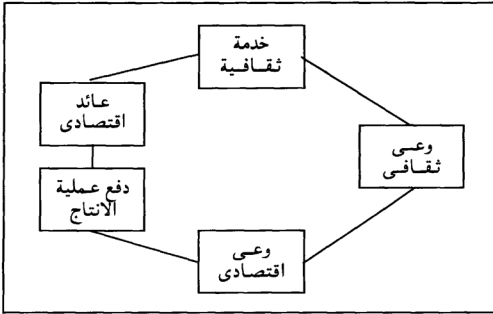 خدمة
ثقافية
عائد
اقتصادى
وعى
ثقافى
دفع عملية
الانتاج
وعى
اقتصادى